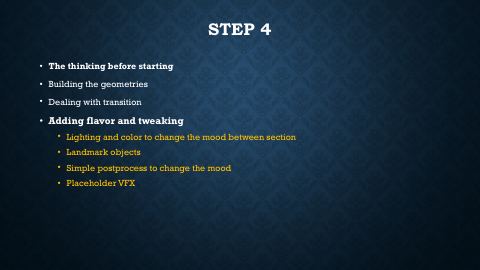 STEP 4
The thinking before starting
Building the geometries
Dealing with transition
Adding flavor and tweaking
Lighting and color to change the mood between section
Landmark objects
Simple postprocess to change the mood
Placeholder VFX